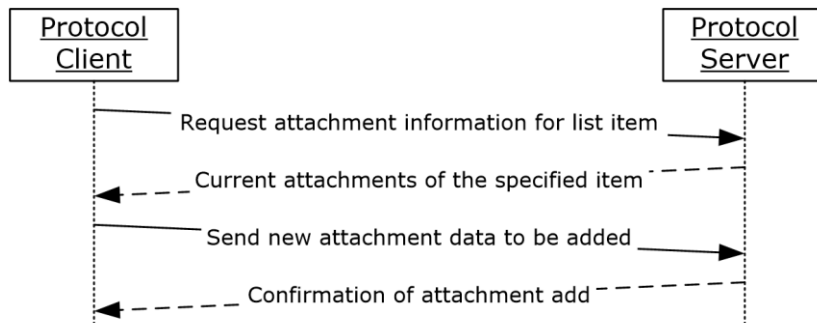 Protocol
Client
Protocol
Server
Request attachment information for list item
Current attachments of the specified item
Send new attachment data to be added
Confirmation of attachment add